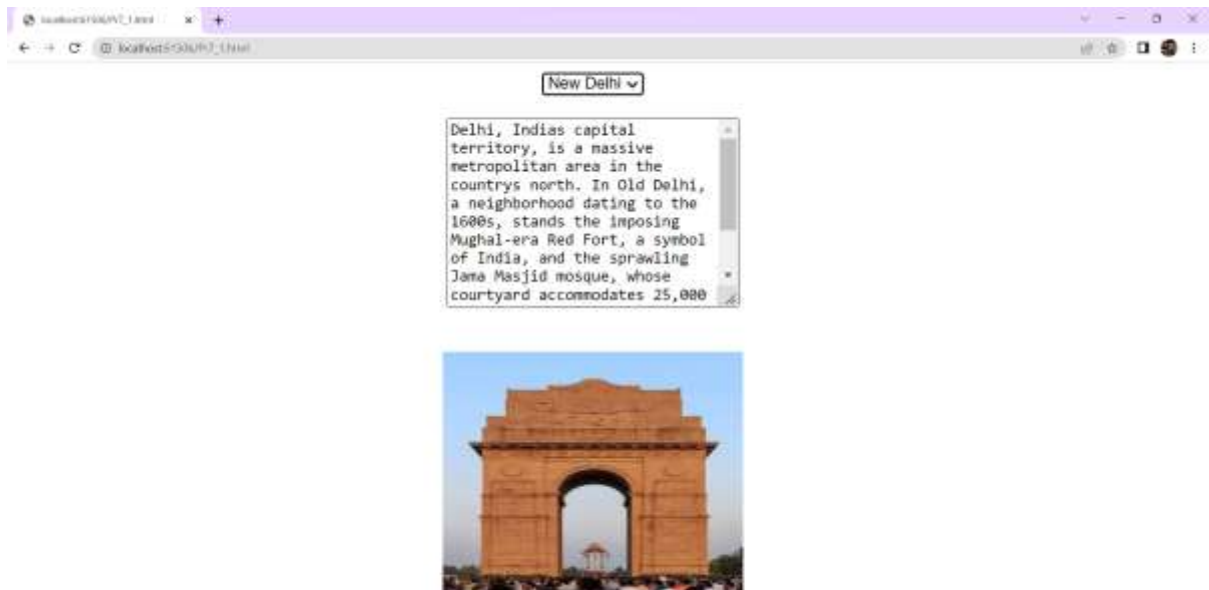 New Delhi
Delhi, Indias capital
territory, is a massive
metropolitan area in the
countrys north. In Old Delhi,
a neighborhood dating to the
1600s, stands the imposing
Mughal-era Red Fort, a symbol
of India, and the sprawling
Jama Masjid mosque, whose
courtyard accommodates 25,000